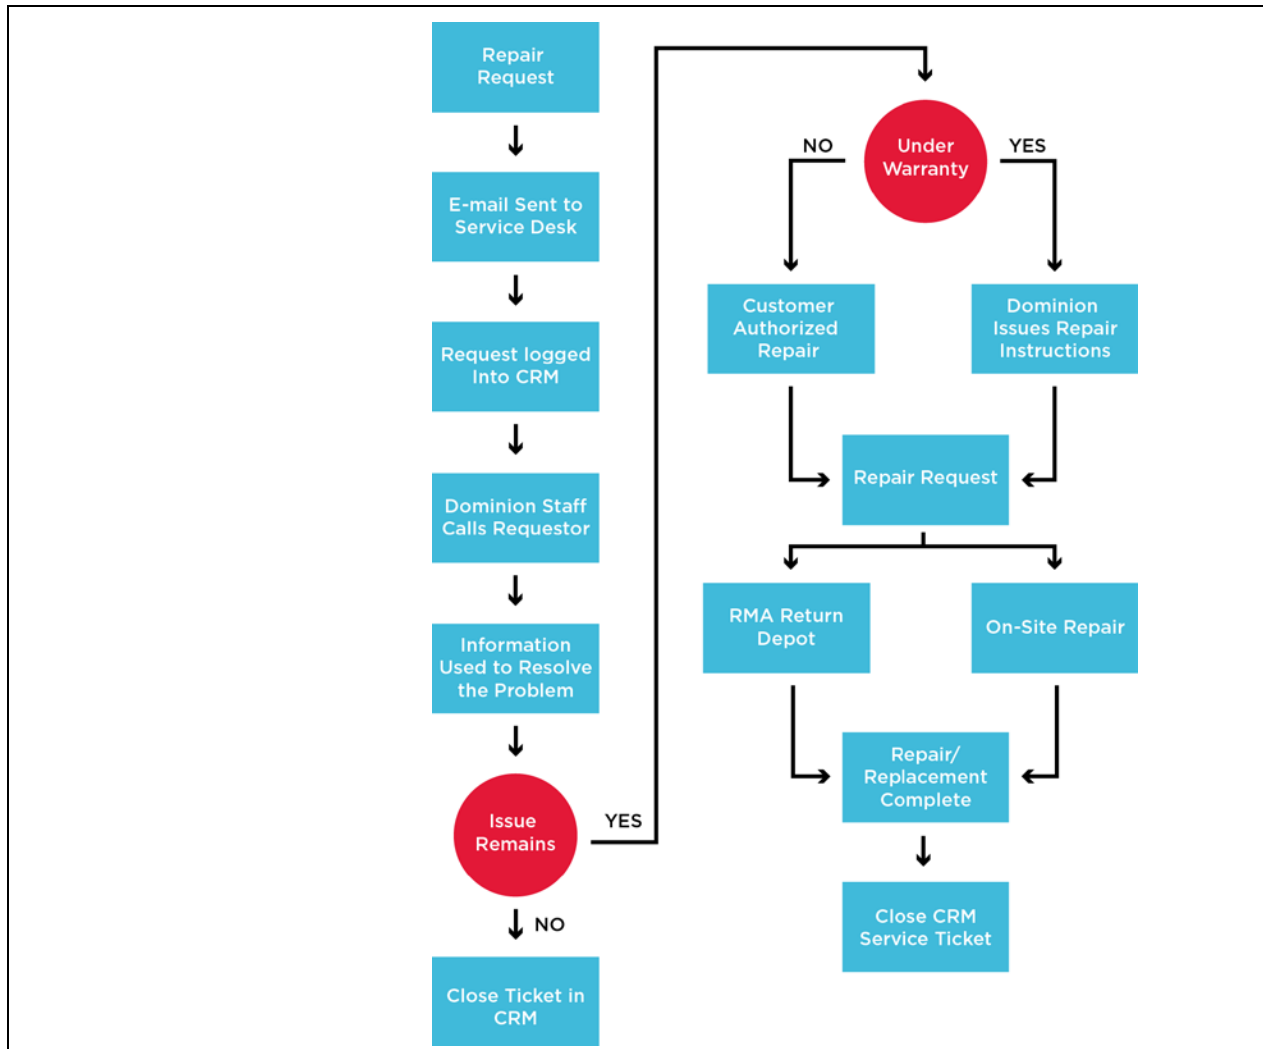 Repair
Request
E-mail Sent to
Service Desk
Request logged
Into CRM
Dominion Staff
Calls Requestor
Information
Used to Resolve
the Problem
Issue
Remains
YES
NO
Close Ticket in
CRM
Under
Warranty
NO
YES
Customer
Authorized
Repair
Dominion
Issues Repair
Instructions
Repair Request
RMA Return
Depot
On-Site Repair
Repair/
Replacement
Complete
Close CRM
Service Ticket